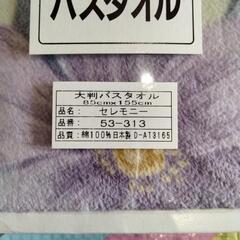 バスタオル
大判バスタオル
85cm×155cm
品名： セレモニー
品番： 53-313
品質：綿100%日本製 D-AT3165